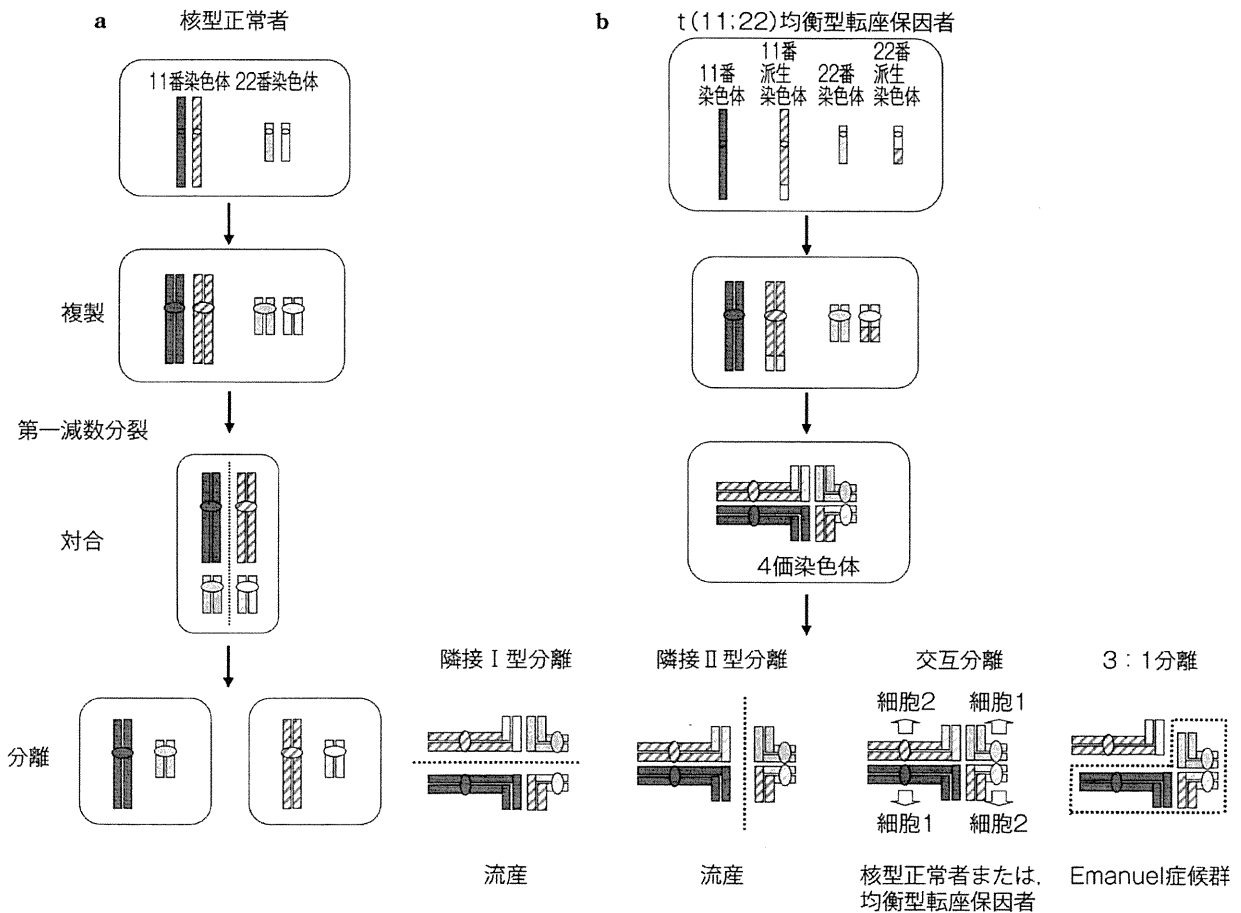 a 核型正常者
11番染色体 22番染色体
複製
第一減数分裂
対合
分離
b t(11;22)均衡型転座保因者
11番
染色体
11番
派生
染色体
22番
染色体
22番
派生
染色体
4価染色体
隣接Ⅰ型分離
流産
隣接Ⅱ型分離
流産
交互分離
細胞2 細胞1
細胞1 細胞2
核型正常者または,
均衡型転座保因者
3:1分離
Emanuel症候群